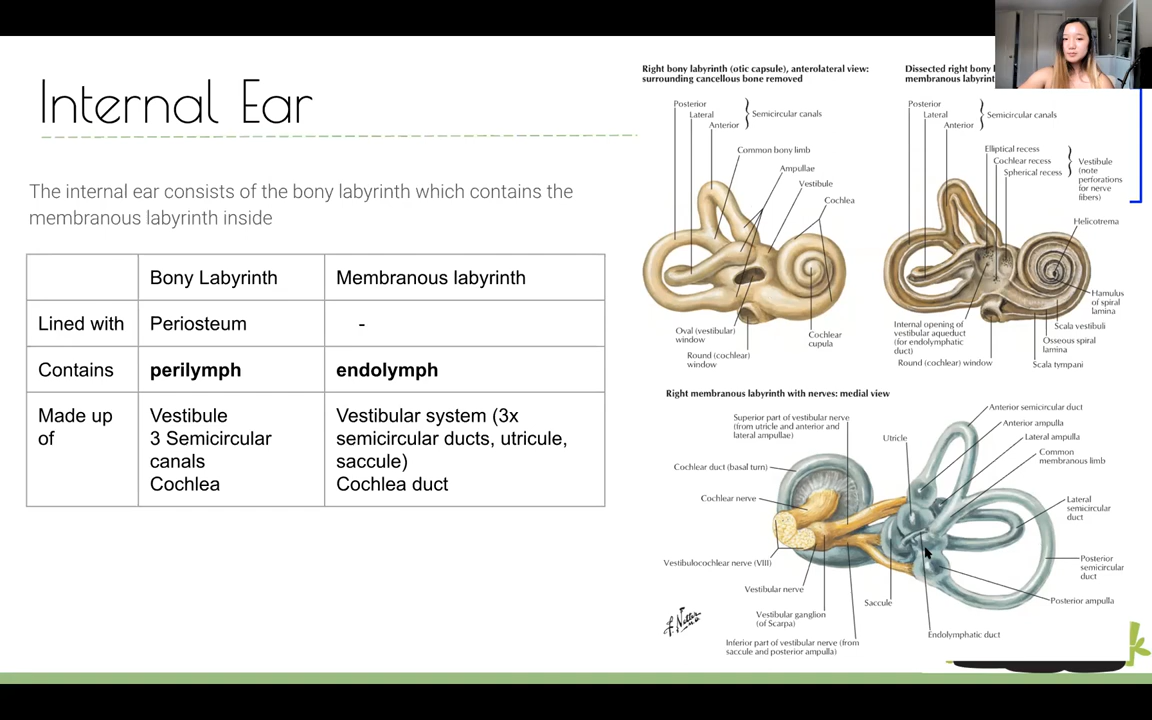 Internal Ear
The internal ear consists of the bony labyrinth which contains the
membranous labyrinth inside
Bony Labyrinth
Membranous labyrinth
Lined with
Periosteum
-
Contains
perilymph
endolymph
Made up
of
Vestibule
3 Semicircular
canals
Cochlea
Vestibular system (3x
semicircular ducts, utricule,
saccule)
Cochlea duct
Right bony labyrinth (otic capsule), anterolateral view:
surrounding cancellous bone removed
Posterior
Lateral
Anterior
Semicircular canals
Common bony limb
Ampullae
Vestibule
Cochlea
Oval (vestibular)
window
Round (cochlear)
window
Cochlear
cupula
Dissected right bony
membranous
Posterior
Lateral
Anterior
Semicircular canals
Elliptical recess
Cochlear recess
Spherical recess
Vestibule
(note
perforations
for nerve
fibers)
Helicotrema
Hamulus
of spiral
lamina
Scala vestibuli
Osseous spiral
lamina
Scala tympani
Internal opening of
vestibular aqueduct
(for endolymphatic
duct)
Round (cochlear) window
Right membranous labyrinth with nerves: medial view
Superior part of vestibular nerve
(from utricle and anterior and
lateral ampullae)
Utricle
Anterior semicircular duct
Anterior ampulla
Lateral ampulla
Common
membranous limb
Lateral
semicircular
duct
Posterior
semicircular
duct
Posterior ampulla
Endolymphatic duct
Saccule
Cochlear duct (basal turn)
Cochlear nerve
Vestibulocochlear nerve (VIII)
Vestibular nerve
Vestibular ganglion
(of Scarpa)
Inferior part of vestibular nerve (from
saccule and posterior ampulla)